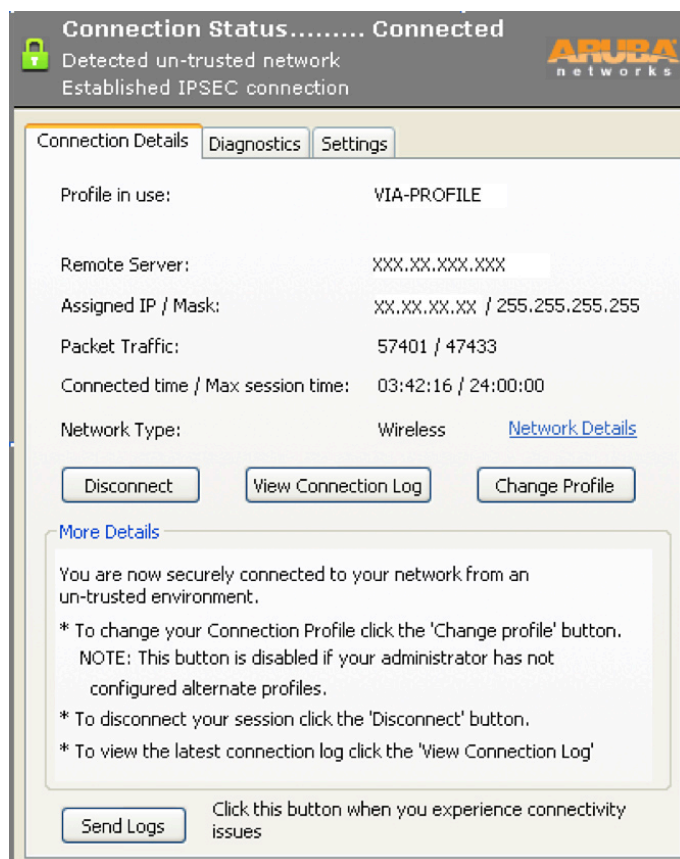 Connection Status......... Connected
Detected un-trusted network
Established IPSEC connection
ARUBA
networks
Connection Details Diagnostics Settings
Profile in use: VIA-PROFILE
Remote Server: XXX.XX.XXX.XXX
Assigned IP / Mask: XX.XX.XX.XX / 255.255.255.255
Packet Traffic: 57401 / 47433
Connected time / Max session time: 03:42:16 / 24:00:00
Network Type: Wireless Network Details
Disconnect View Connection Log Change Profile
More Details
You are now securely connected to your network from an
un-trusted environment.
* To change your Connection Profile click the 'Change profile' button.
NOTE: This button is disabled if your administrator has not
configured alternate profiles.
* To disconnect your session click the 'Disconnect' button.
* To view the latest connection log click the 'View Connection Log'
Send Logs Click this button when you experience connectivity
issues